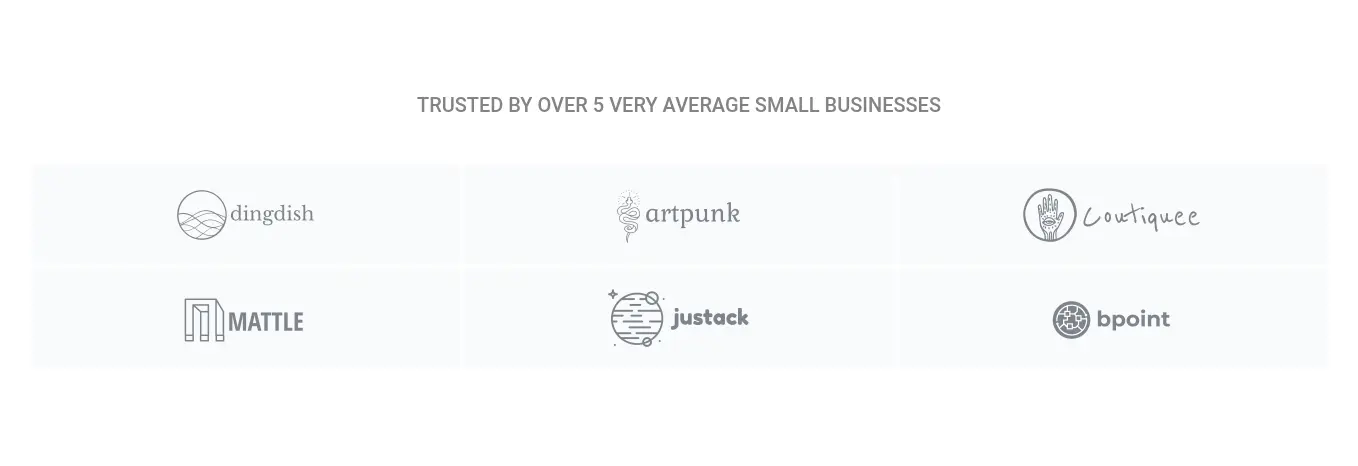 TRUSTED BY OVER 5 VERY AVERAGE SMALL BUSINESSES
dingdish
artpunk
Coutiquee
MATTLE
justack
bpoint